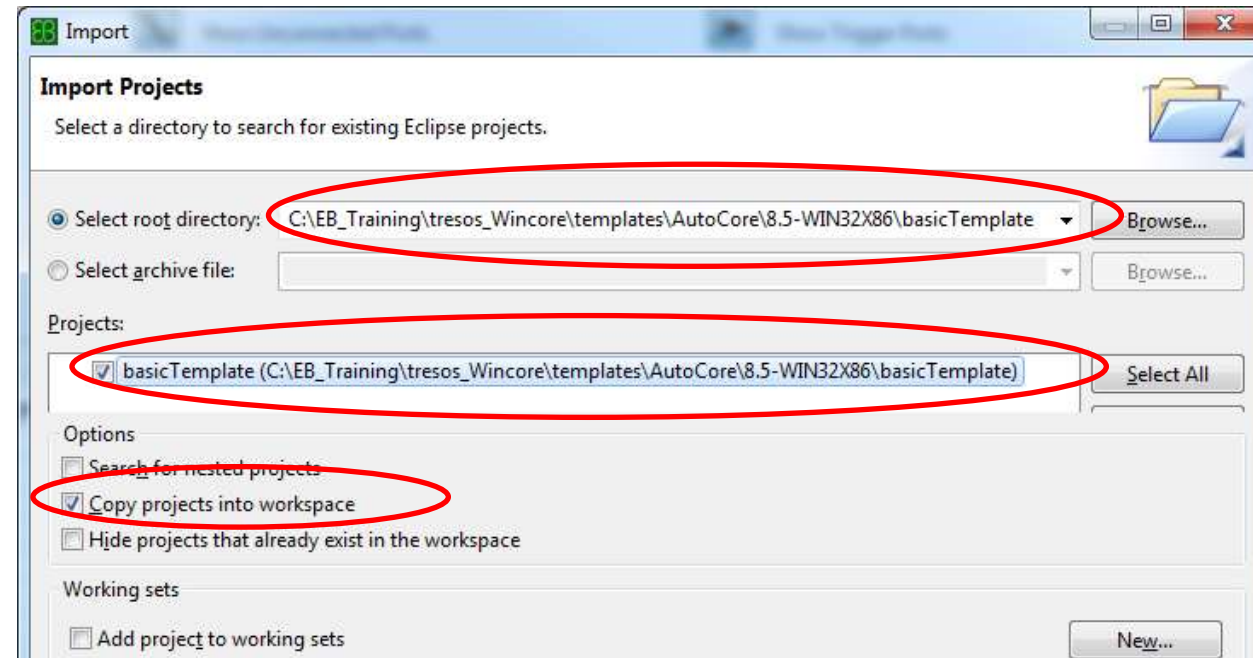 Import
Import Projects
Select a directory to search for existing Eclipse projects.
Select root directory: C:\EB_Training\tresos_Wincore\templates\AutoCore\8.5-WIN32X86\basicTemplate Browse...
Select archive file: Browse...
Projects:
basicTemplate (C:\EB_Training\tresos_Wincore\templates\AutoCore\8.5-WIN32X86\basicTemplate) Select All
Options
Search for nested projects
Copy projects into workspace
Hide projects that already exist in the workspace
Working sets
Add project to working sets New...